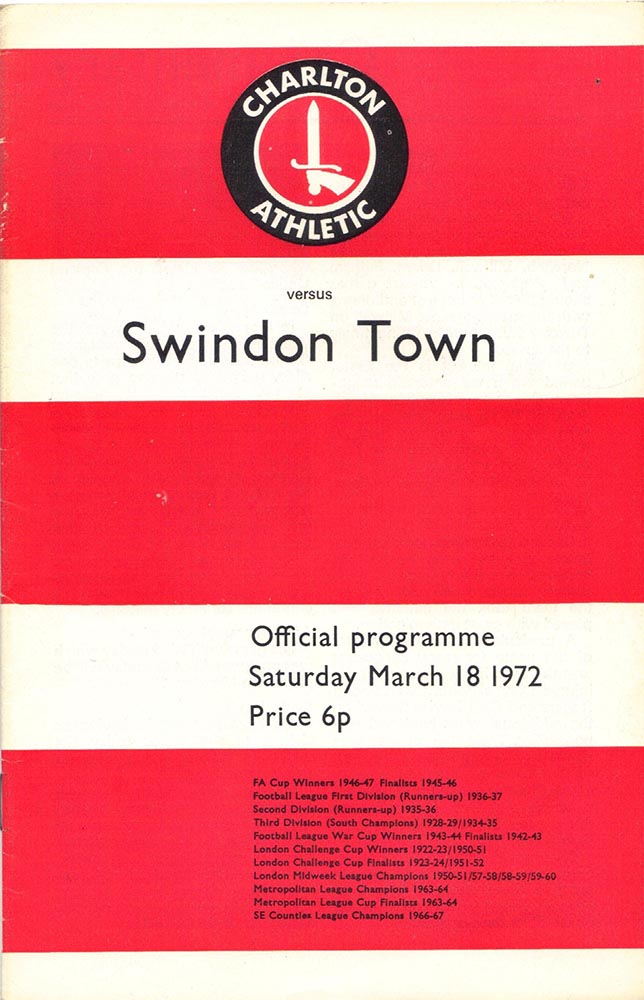 CHARLTON
ATHLETIC
versus
Swindon Town
Official programme
Saturday March 18 1972
Price 6p
FA Cup Winners 1946-47 Finalists 1945-46
Football League First Division (Runners-up) 1936-37
Second Division (Runners-up) 1935-36
Third Division (South Champions) 1928-29/1934-35
Football League War Cup Winners 1943-44 Finalists 1942-43
London Challenge Cup Winners 1922-23/1950-51
London Challenge Cup Finalists 1923-24/1951-52
London Midweek League Champions 1950-51/57-58/58-59/59-60
Metropolitan League Champions 1963-64
Metropolitan League Cup Finalists 1963-64
SE Counties League Champions 1966-67